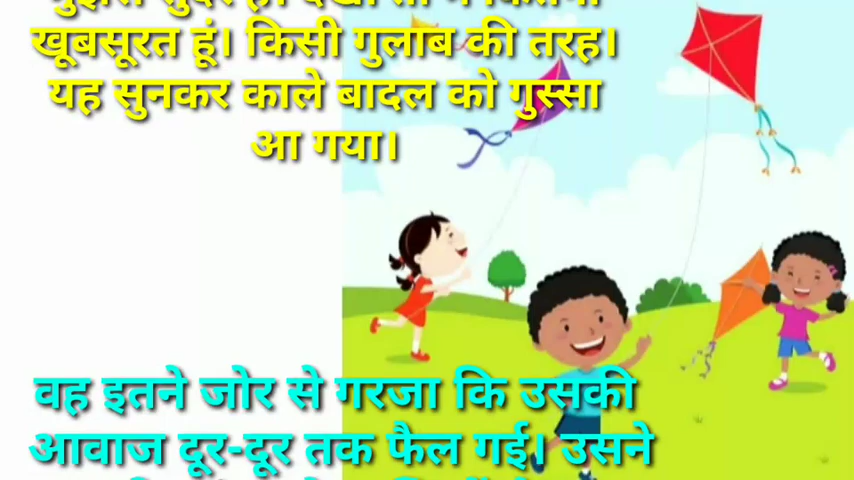 खूबसूरत हूं। किसी गुलाब की तरह।
यह सुनकर काले बादल को गुस्सा
आ गया।
वह इतने जोर से गरजा कि उसकी
आवाज दूर-दूर तक फैल गई। उसने